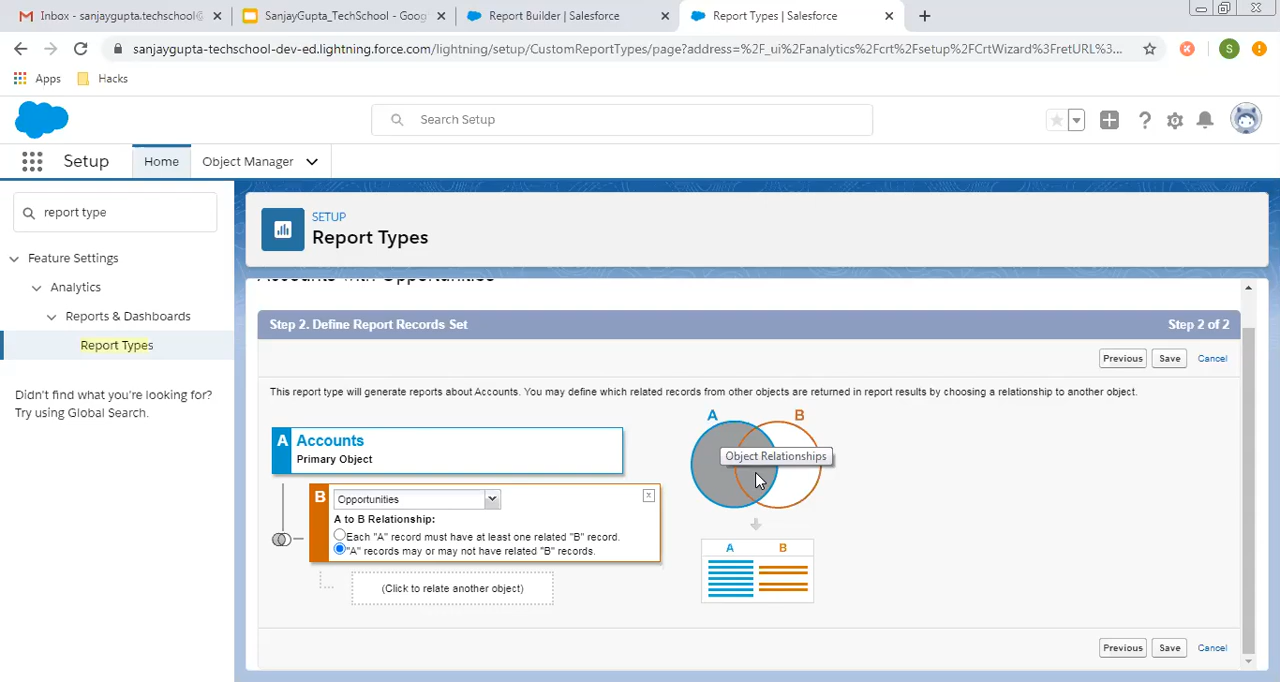 Inbox - sanjaygupta.techschool@
SanjayGupta_TechSchool - Goog
Report Builder | Salesforce
Report Types | Salesforce
sanjaygupta-techschool-dev-ed.lightning.force.com/lightning/setup/CustomReportTypes/page?address=%2F_ui%2Fanalytics%2Fcrt%2Fsetup%2FCrtWizard%3FretURL%3...
S
Apps
Hacks
Search Setup
Setup
Home
Object Manager
report type
Feature Settings
Analytics
Reports & Dashboards
Report Types
Didn't find what you're looking for?
Try using Global Search.
SETUP
Report Types
Accounts with Opportunities
Step 2. Define Report Records Set
Step 2 of 2
Previous
Save
Cancel
This report type will generate reports about Accounts. You may define which related records from other objects are returned in report results by choosing a relationship to another object.
A
Accounts
Primary Object
B
Opportunities
A to B Relationship:
Each "A" record must have at least one related "B" record.
"A" records may or may not have related "B" records.
(Click to relate another object)
A
B
Object Relationships
A
B
Previous
Save
Cancel